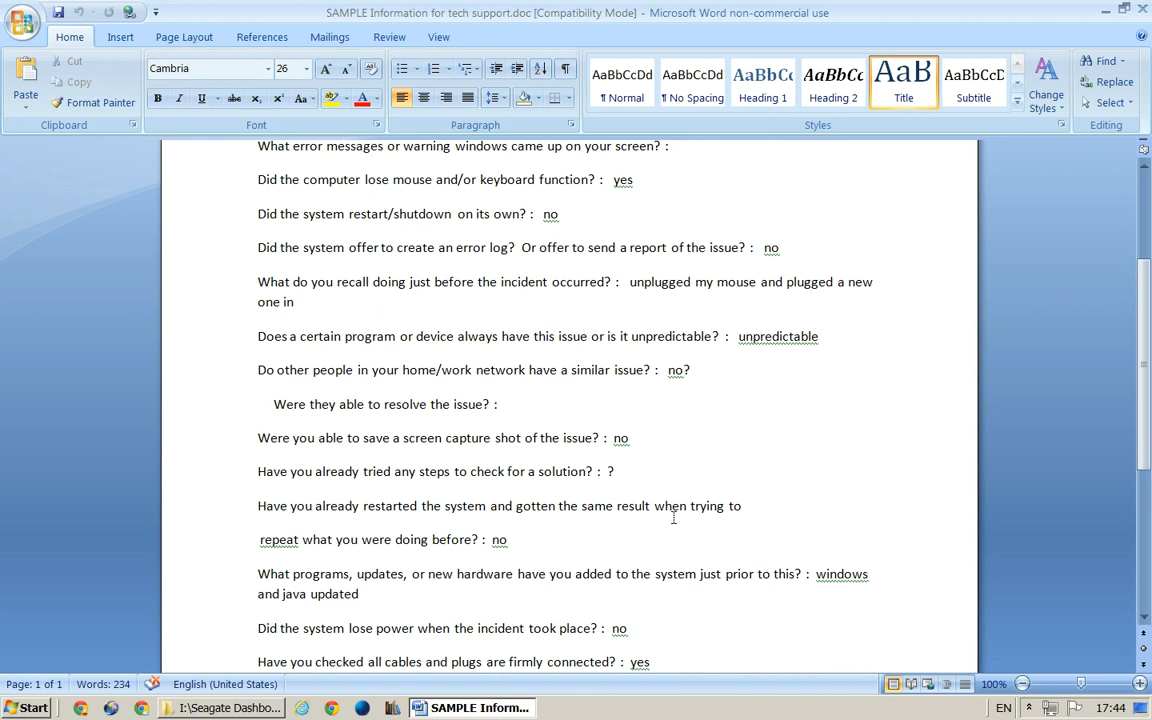 SAMPLE Information for tech support.doc [Compatibility Mode] - Microsoft Word non-commercial use
Home Insert Page Layout References Mailings Review View
Paste
Cut
Copy
Format Painter
Clipboard
Cambria 26
B I U abc x₂ x² Aa
Font
Paragraph
AaBbCcDd AaBbCcDd AaBbCc AaBbCc AaB AaBbCcD
¶ Normal ¶ No Spacing Heading 1 Heading 2 Title Subtitle
Change Styles
Styles
Find
Replace
Select
Editing
What error messages or warning windows came up on your screen? :
Did the computer lose mouse and/or keyboard function? : yes
Did the system restart/shutdown on its own? : no
Did the system offer to create an error log? Or offer to send a report of the issue? : no
What do you recall doing just before the incident occurred? : unplugged my mouse and plugged a new
one in
Does a certain program or device always have this issue or is it unpredictable? : unpredictable
Do other people in your home/work network have a similar issue? : no?
Were they able to resolve the issue? :
Were you able to save a screen capture shot of the issue? : no
Have you already tried any steps to check for a solution? : ?
Have you already restarted the system and gotten the same result when trying to
repeat what you were doing before? : no
What programs, updates, or new hardware have you added to the system just prior to this? : windows
and java updated
Did the system lose power when the incident took place? : no
Have you checked all cables and plugs are firmly connected? : yes
Page: 1 of 1 Words: 234 English (United States) 100%
Start I:\Seagate Dashbo... SAMPLE Inform... EN 17:44